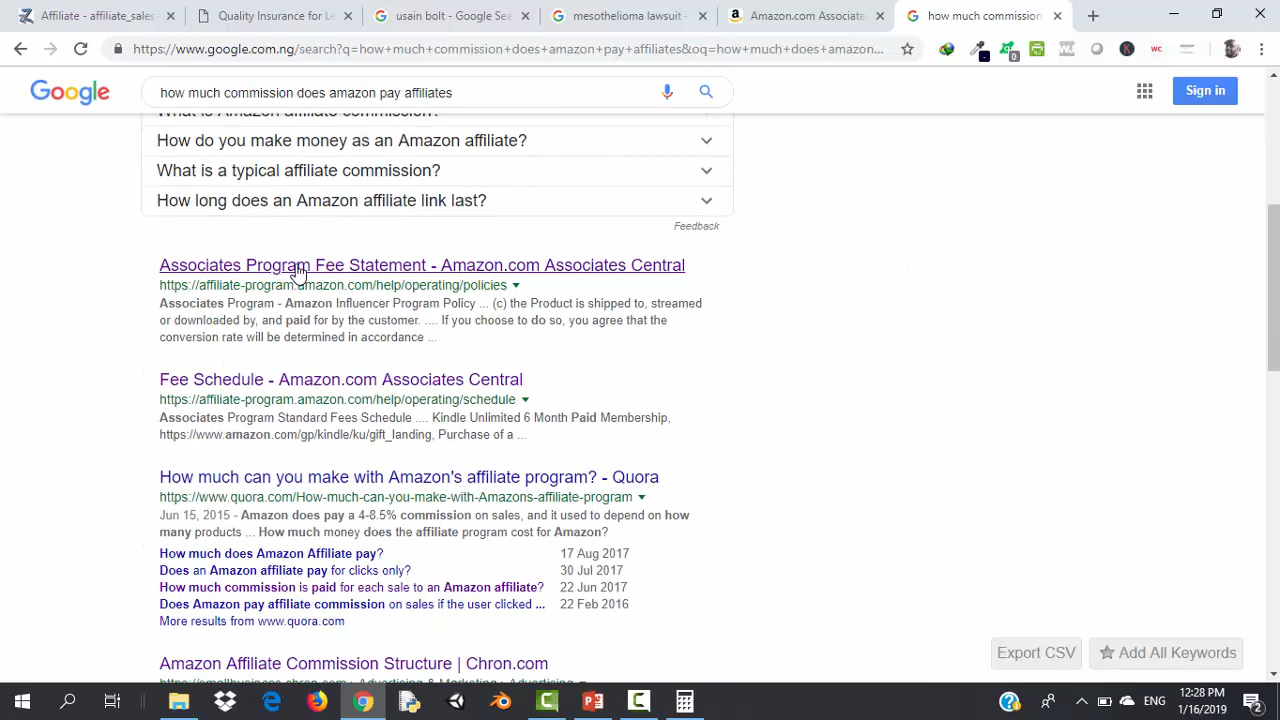 Affiliate - affiliate_sales
Quality Insurance for Le
usain bolt - Google Sea
mesothelioma lawsuit -
Amazon.com Associates
how much commission
https://www.google.com.ng/search?q=how+much+commission+does+amazon+pay+affiliates&oq=how+much+does+amazon...
0
WJ
K
WC
Google
how much commission does amazon pay affiliates
Sign in
What is Amazon affiliate commission?
How do you make money as an Amazon affiliate?
What is a typical affiliate commission?
How long does an Amazon affiliate link last?
Feedback
Associates Program Fee Statement - Amazon.com Associates Central
https://affiliate-program.amazon.com/help/operating/policies
Associates Program - Amazon Influencer Program Policy ... (c) the Product is shipped to, streamed
or downloaded by, and paid for by the customer. .... If you choose to do so, you agree that the
conversion rate will be determined in accordance ...
Fee Schedule - Amazon.com Associates Central
https://affiliate-program.amazon.com/help/operating/schedule
Associates Program Standard Fees Schedule .... Kindle Unlimited 6 Month Paid Membership,
https://www.amazon.com/gp/kindle/ku/gift_landing, Purchase of a ...
How much can you make with Amazon's affiliate program? - Quora
https://www.quora.com/How-much-can-you-make-with-Amazons-affiliate-program
Jun 15, 2015 - Amazon does pay a 4-8.5% commission on sales, and it used to depend on how
many products ... How much money does the affiliate program cost for Amazon?
How much does Amazon Affiliate pay? 17 Aug 2017
Does an Amazon affiliate pay for clicks only? 30 Jul 2017
How much commission is paid for each sale to an Amazon affiliate? 22 Jun 2017
Does Amazon pay affiliate commission on sales if the user clicked ... 22 Feb 2016
More results from www.quora.com
Amazon Affiliate Commission Structure | Chron.com
Export CSV
Add All Keywords
ENG
12:28 PM
1/16/2019
2